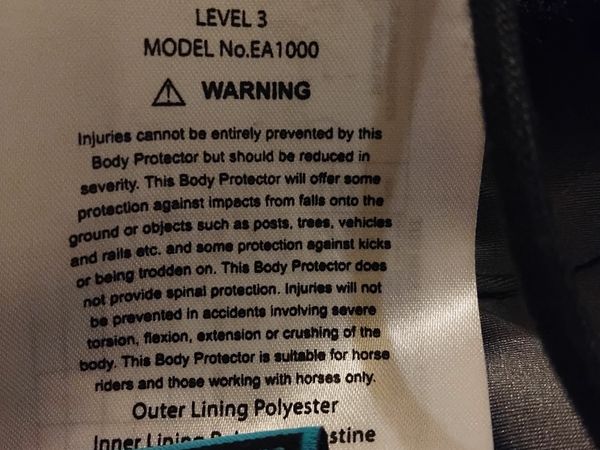 LEVEL 3
MODEL No.EA1000
WARNING
Injuries cannot be entirely prevented by this
Body Protector but should be reduced in
severity. This Body Protector will offer some
protection against impacts from falls onto the
ground or objects such as posts, trees, vehicles
and rails etc. and some protection against kicks
or being trodden on. This Body Protector does
not provide spinal protection. Injuries will not
be prevented in accidents involving severe
torsion, flexion, extension or crushing of the
body. This Body Protector is suitable for horse
riders and those working with horses only.
Outer Lining Polyester
Inner Lining